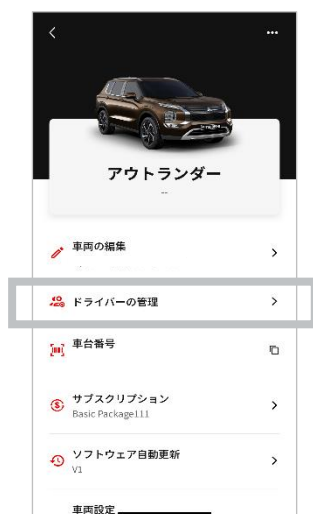 アウトランダー
--
車両の編集
ドライバーの管理
車台番号
サブスクリプション
Basic Package111
ソフトウェア自動更新
V1
車両設定